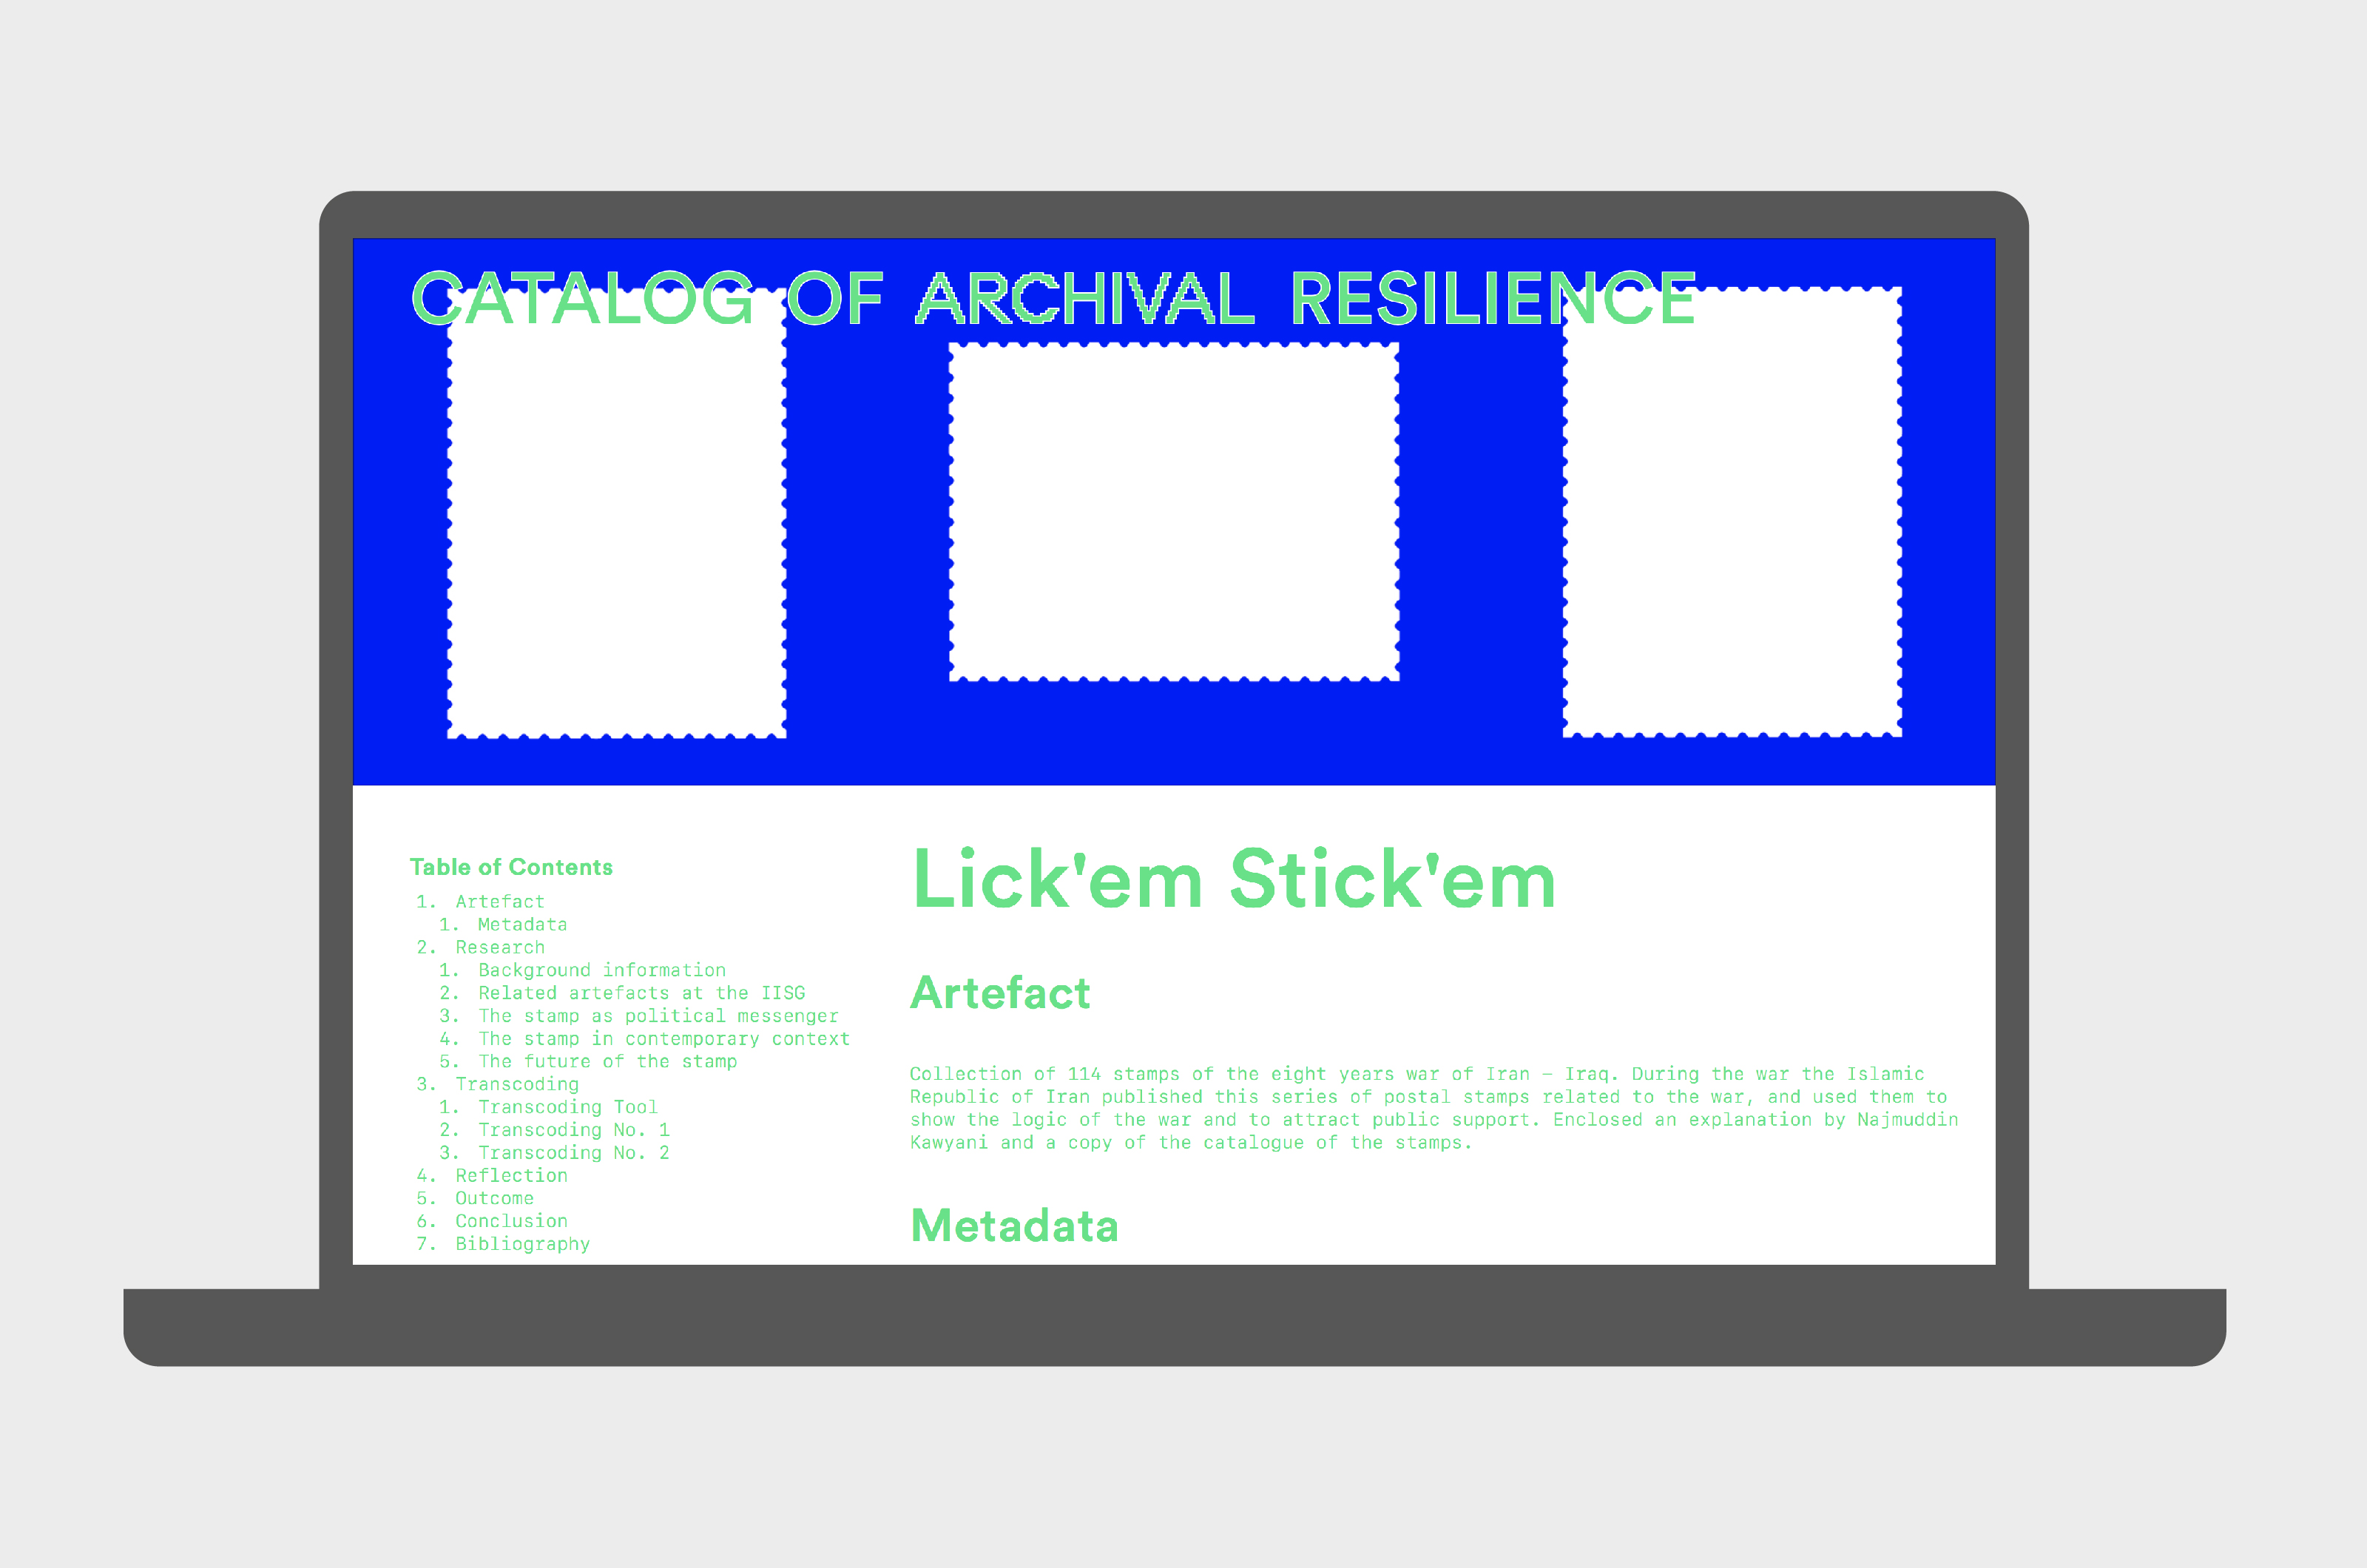 CATALOG OF ARCHIVAL RESILIENCE
Table of Contents
1. Artefact
1. Metadata
2. Research
1. Background information
2. Related artefacts at the IISG
3. The stamp as political messenger
4. The stamp in contemporary context
5. The future of the stamp
3. Transcoding
1. Transcoding Tool
2. Transcoding No. 1
3. Transcoding No. 2
4. Reflection
5. Outcome
6. Conclusion
7. Bibliography
Lick'em Stick'em
Artefact
Collection of 114 stamps of the eight years war of Iran – Iraq. During the war the Islamic
Republic of Iran published this series of postal stamps related to the war, and used them to
show the logic of the war and to attract public support. Enclosed an explanation by Najmuddin
Kawyani and a copy of the catalogue of the stamps.
Metadata